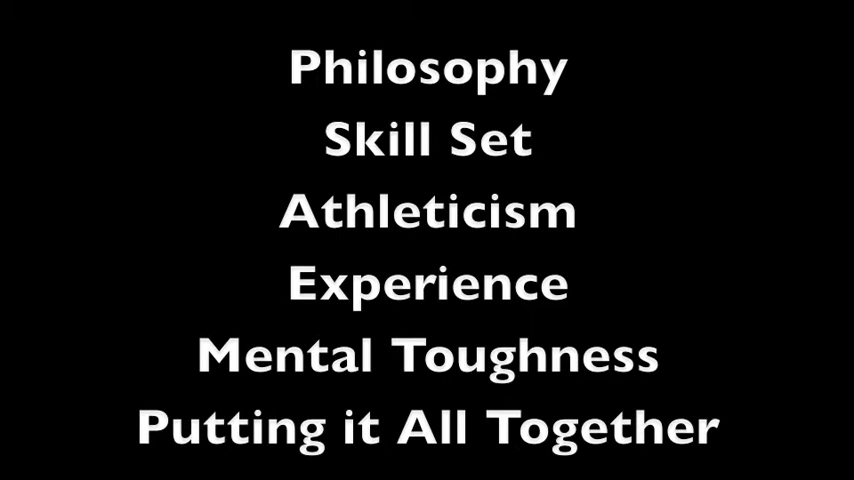 Philosophy
Skill Set
Athleticism
Experience
Mental Toughness
Putting it All Together